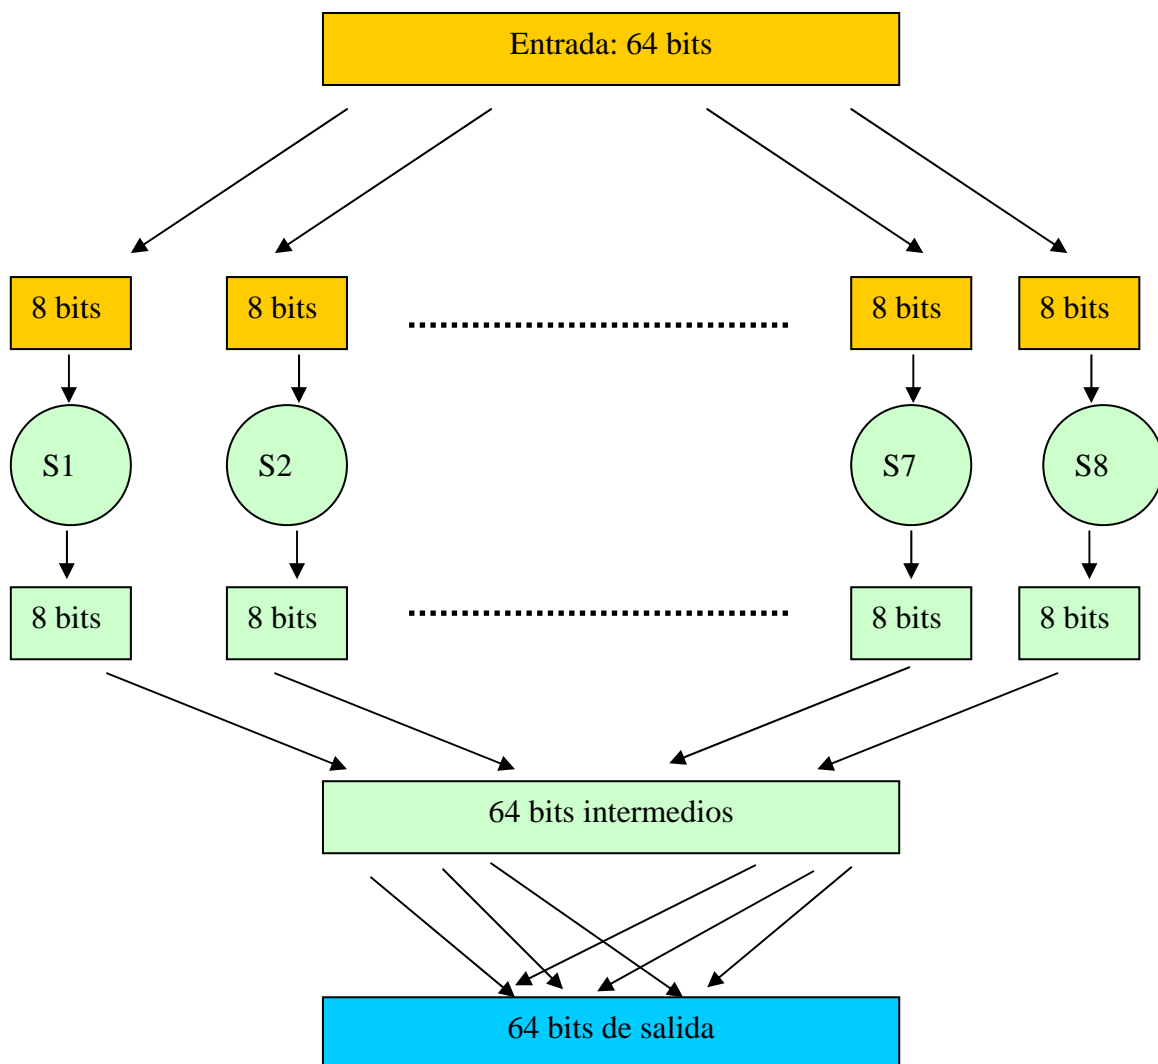 Entrada: 64 bits
8 bits
8 bits
8 bits
8 bits
S1
S2
S7
S8
8 bits
8 bits
8 bits
8 bits
64 bits intermedios
64 bits de salida